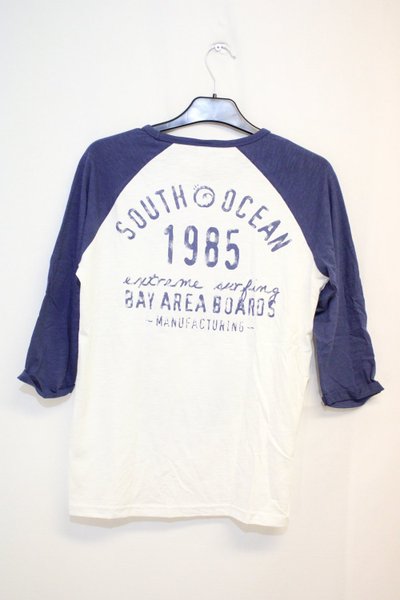 SOUTH OCEAN
1985
extreme surfing
BAY AREA BOARDS
- MANUFACTURING -